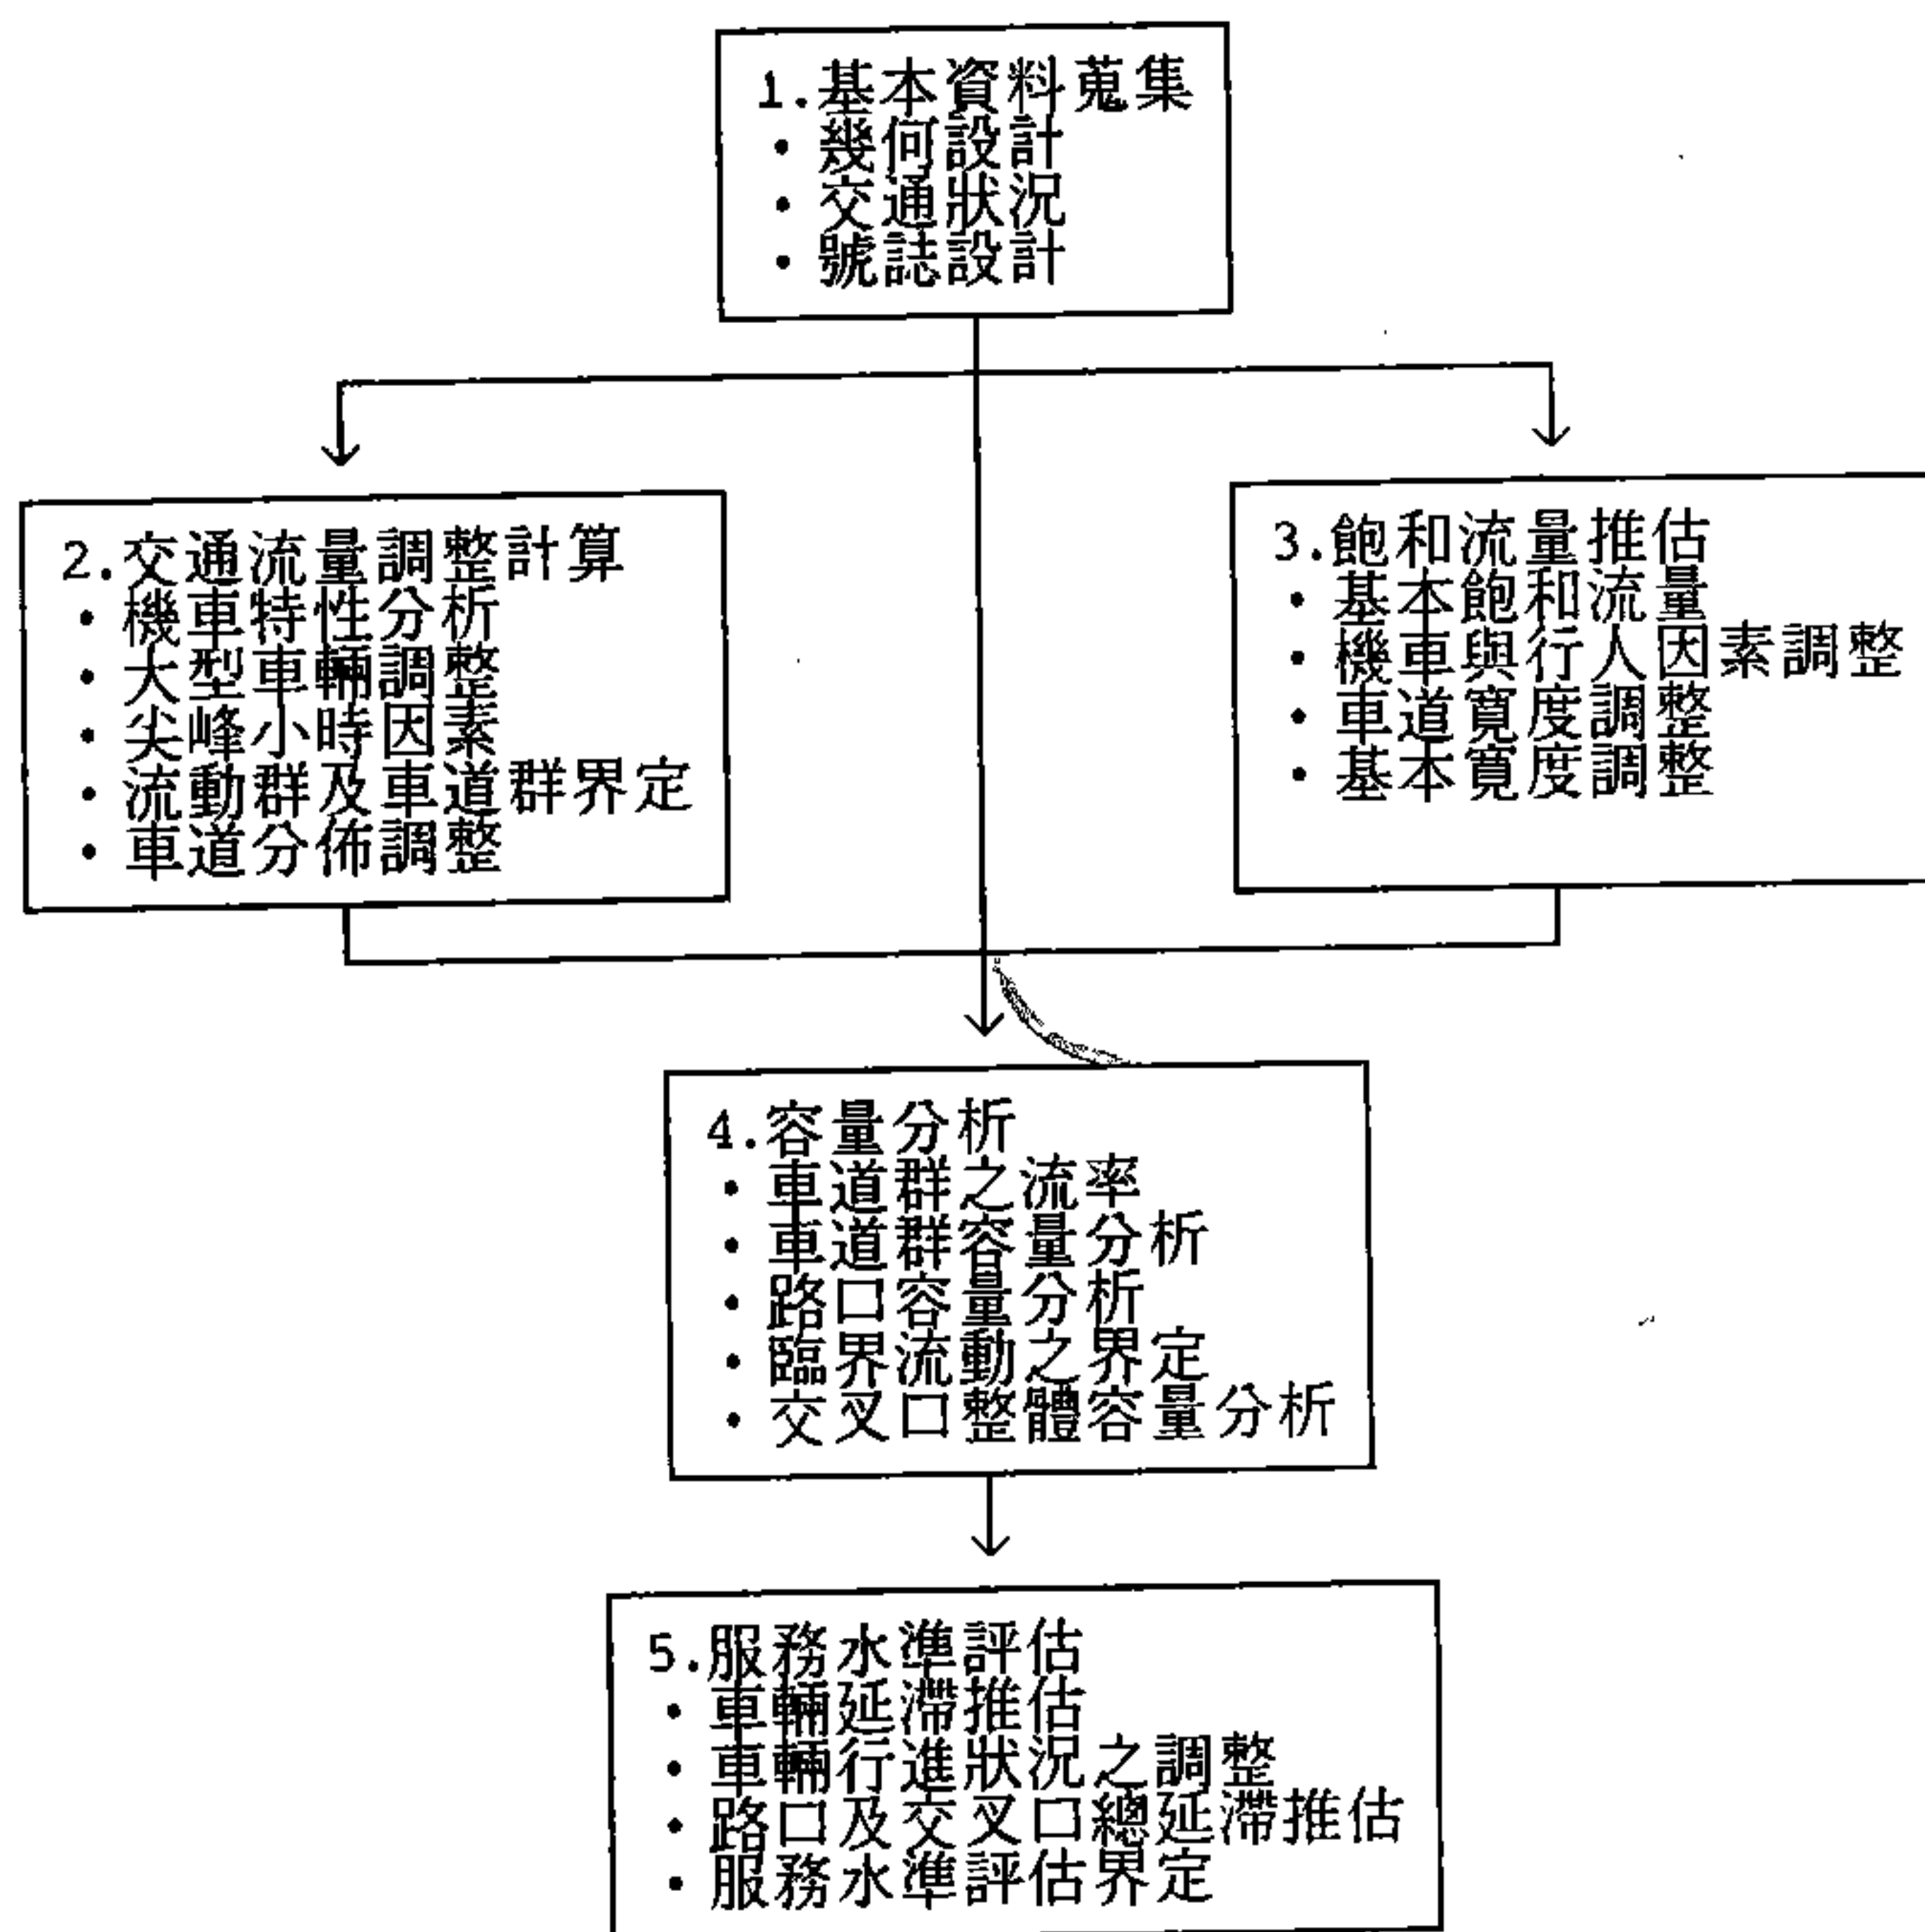 1.基本資料蒐集
・幾何設計
・交通狀況
・號誌設計
2.交通流量調整計算
・機車特性分析
・大型車輛調整
・尖峰小時因素
・流動群及車道群界定
・車道分佈調整
3.飽和流量推估
・基本飽和流量
・機車與行人因素調整
・車道寬度調整
・基本寬度調整
4.容量分析
・車道群之流率
・車道群容量分析
・路口容量分析
・臨界流動之界定
・交叉口整體容量分析
5.服務水準評估
・車輛延滯推估
・車輛行進狀況之調整
・路口及交叉口總延滯推估
・服務水準評估界定